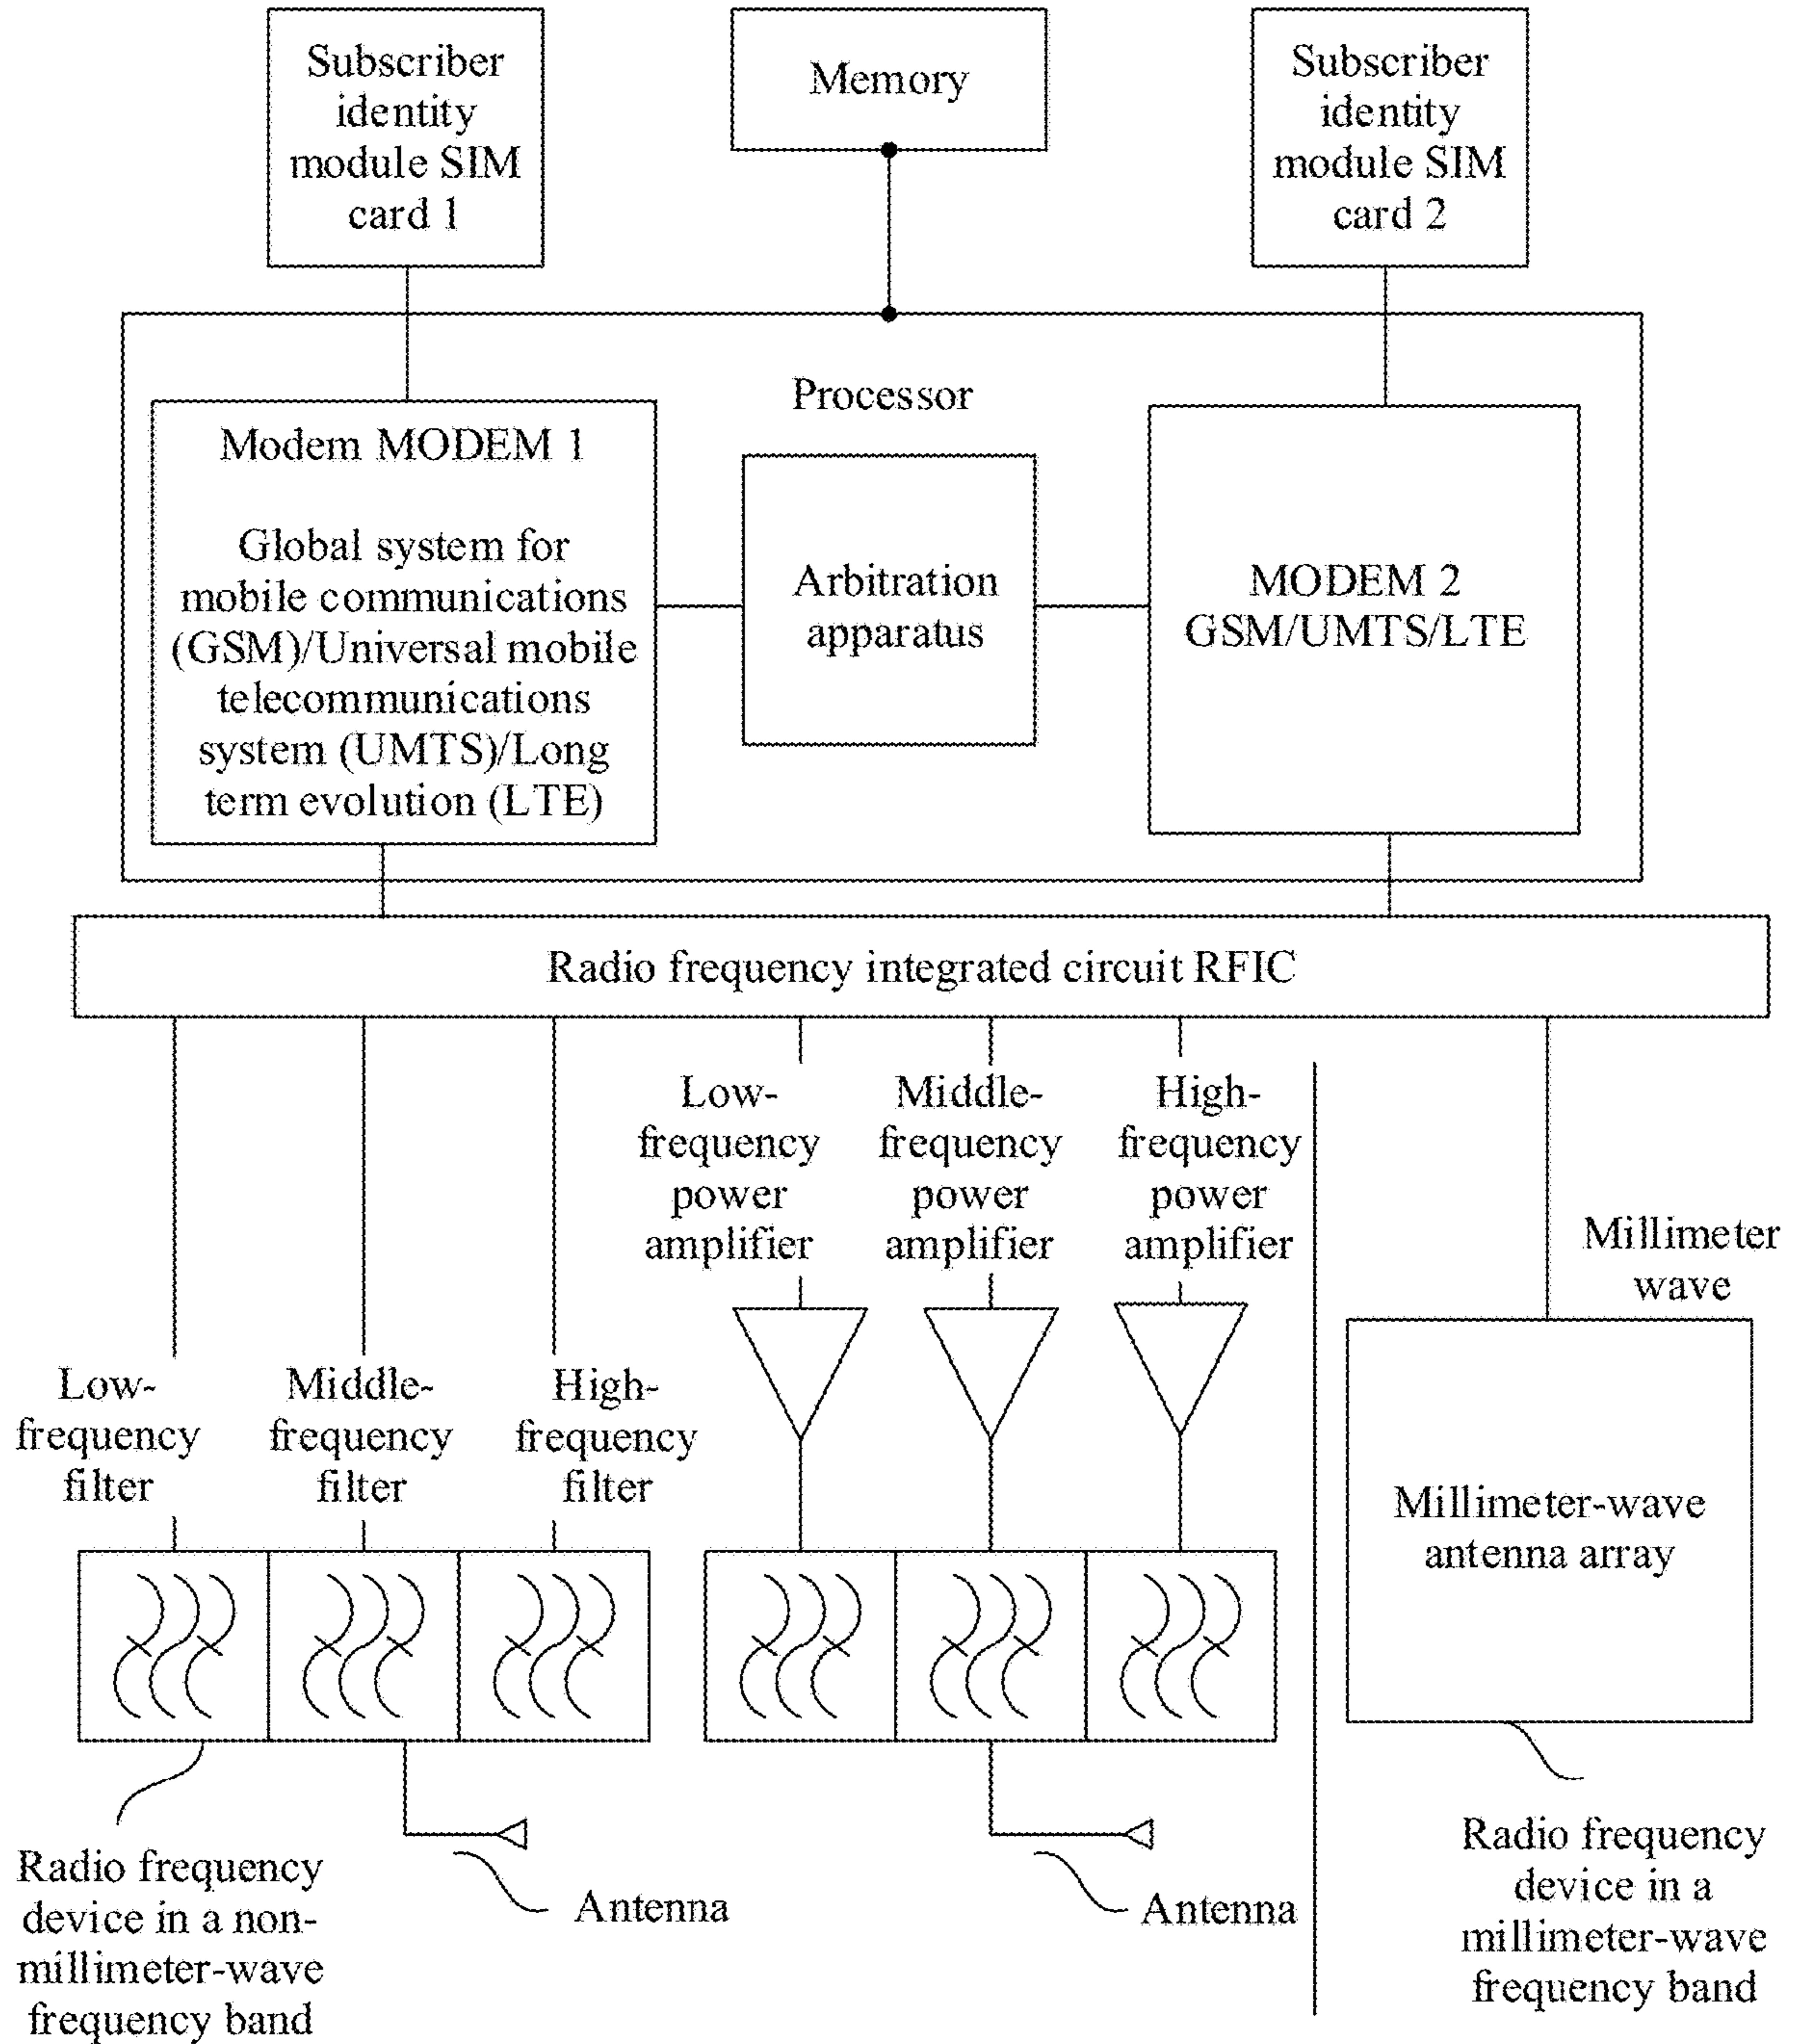 Subscriber
identity
module SIM
card 1
Memory
Subscriber
identity
module SIM
card 2
Processor
Modem MODEM 1
Global system for
mobile communications
(GSM)/Universal mobile
telecommunications
system (UMTS)/Long
term evolution (LTE)
Arbitration
apparatus
MODEM 2
GSM/UMTS/LTE
Radio frequency integrated circuit RFIC
Low-
frequency
power
amplifier
Middle-
frequency
power
amplifier
High-
frequency
power
amplifier
Millimeter
wave
Low-
frequency
filter
Middle-
frequency
filter
High-
frequency
filter
Millimeter-wave
antenna array
Radio frequency
device in a non-
millimeter-wave
frequency band
Antenna
Antenna
Radio frequency
device in a
millimeter-wave
frequency band